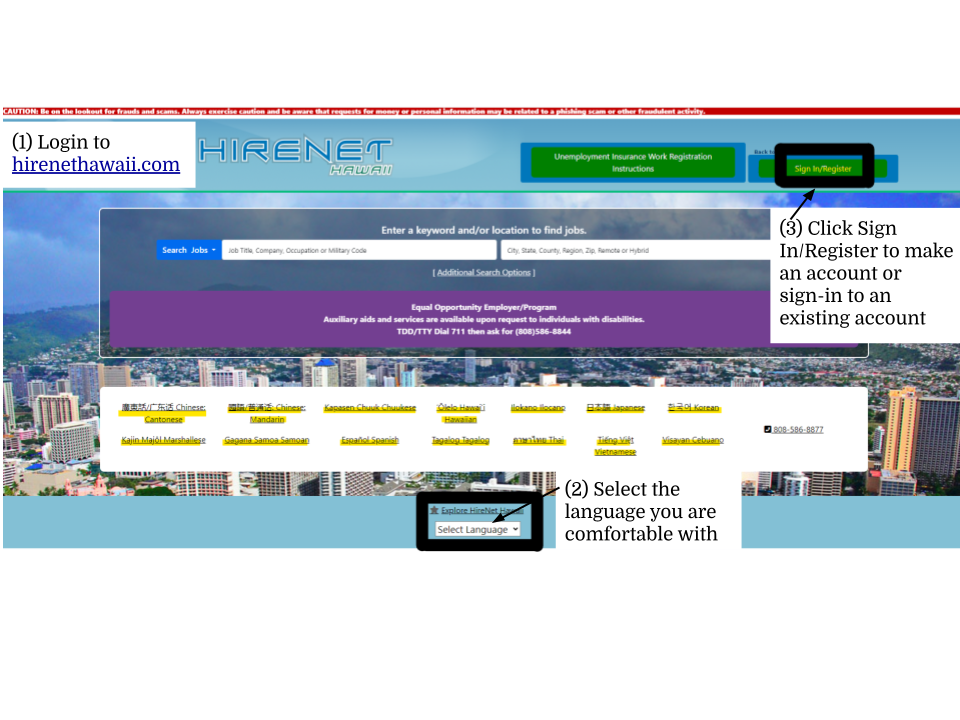 CAUTION: Be on the lookout for frauds and scams. Always exercise caution and be aware that requests for money or personal information may be related to a phishing scam or other fraudulent activity.
(1) Login to
hirenethawaii.com
HIRENET
HAWAII
Unemployment Insurance Work Registration
Instructions
Back to
Sign In/Register
(3) Click Sign
In/Register to make
an account or
sign-in to an
existing account
Enter a keyword and/or location to find jobs.
Search Jobs
Job Title, Company, Occupation or Military Code
City, State, County, Region, Zip, Remote or Hybrid
[ Additional Search Options ]
Equal Opportunity Employer/Program
Auxiliary aids and services are available upon request to individuals with disabilities.
TDD/TTY Dial 711 then ask for (808)586-8844
廣東話/广东话 Chinese:
Cantonese
國語/普通话: Chinese:
Mandarin
Kapasen Chuuk Chuukese
ʻŌlelo Hawaiʻi
Hawaiian
Ilokano Ilocano
日本語 Japanese
한국어 Korean
808-586-8877
Kajin Majōl Marshallese
Gagana Samoa Samoan
Español Spanish
Tagalog Tagalog
ภาษาไทย Thai
Tiếng Việt
Vietnamese
Visayan Cebuano
(2) Select the
language you are
comfortable with
Explore HireNet Hawaii
Select Language